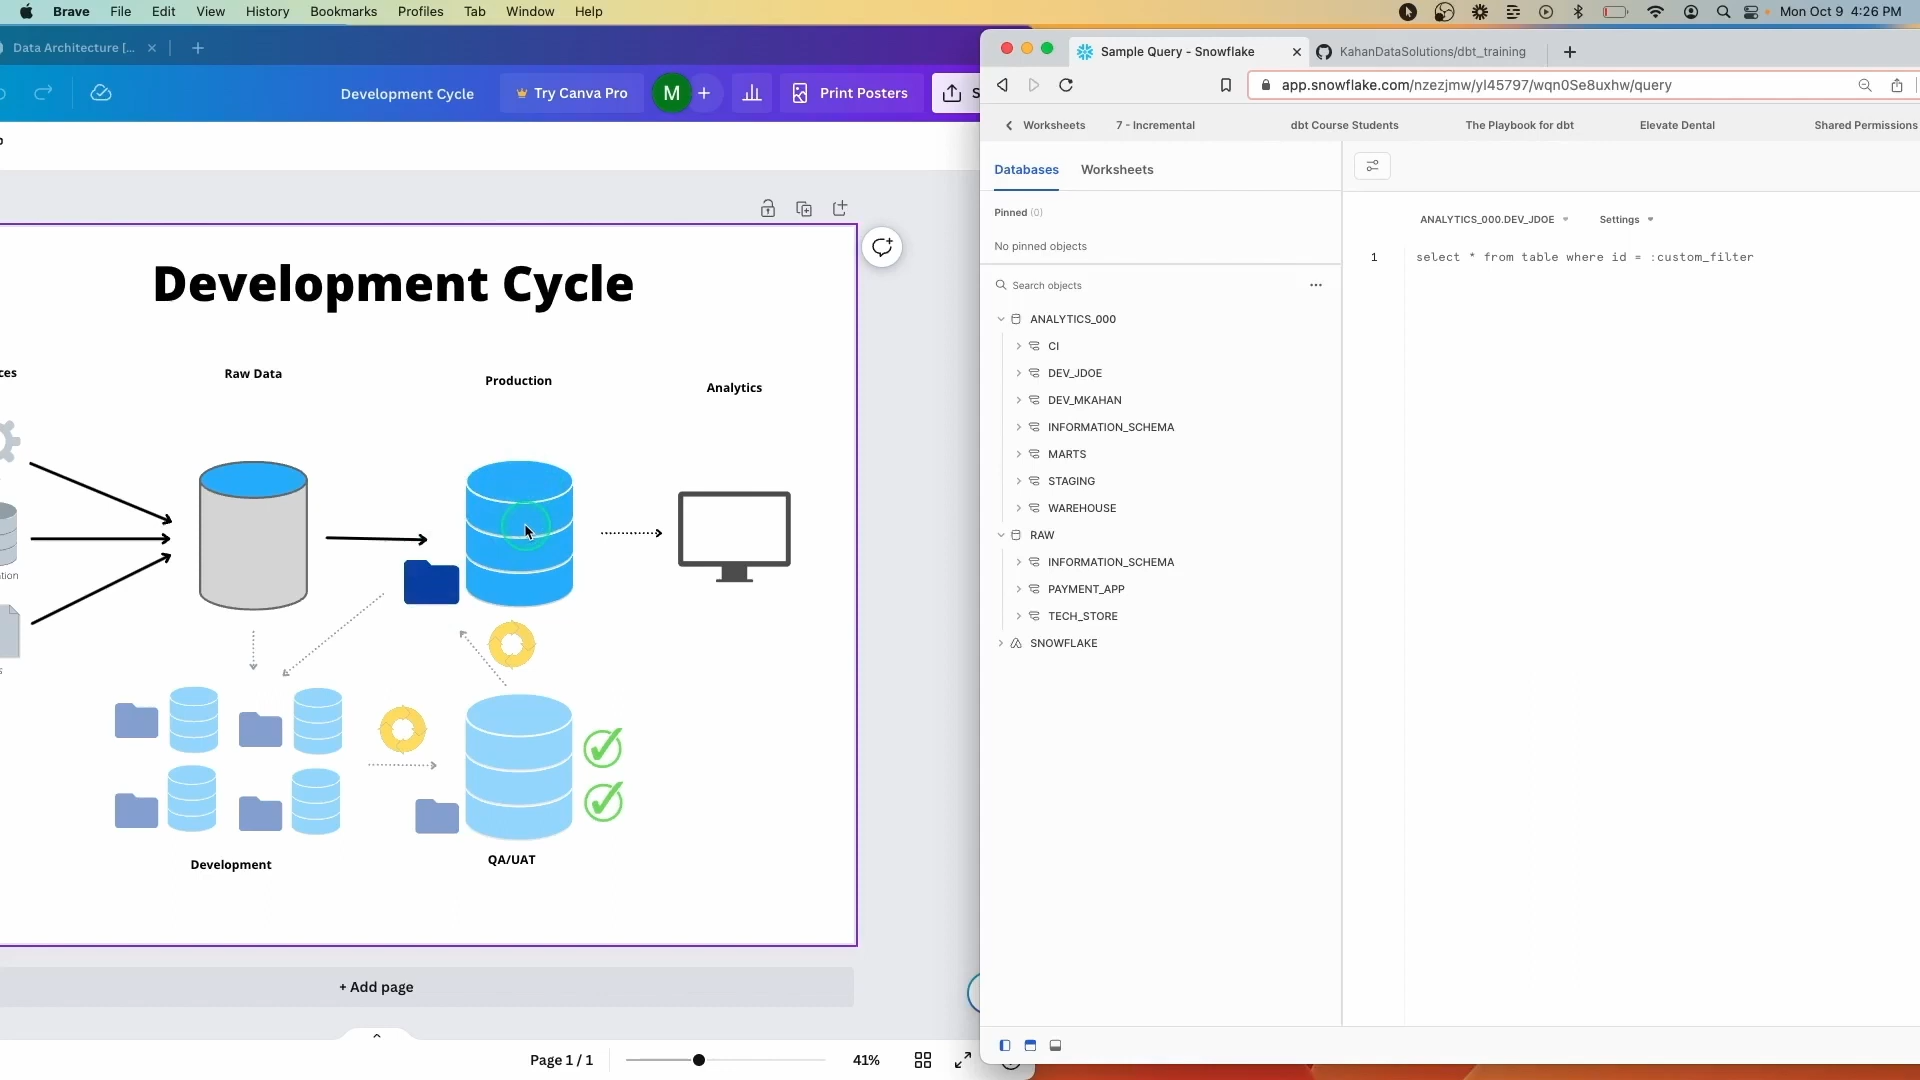 Brave File Edit View History Bookmarks Profiles Tab Window Help Mon Oct 9 4:26 PM
Data Architecture [...
Development Cycle
Try Canva Pro
M
Print Posters
S
Development Cycle
ces
Raw Data
Production
Analytics
tion
s
Development
QA/UAT
+ Add page
Page 1 / 1
41%
Sample Query - Snowflake
KahanDataSolutions/dbt_training
app.snowflake.com/nzezjmw/yl45797/wqn0Se8uxhw/query
Worksheets
7 - Incremental
dbt Course Students
The Playbook for dbt
Elevate Dental
Shared Permissions
Databases
Worksheets
Pinned (0)
No pinned objects
Search objects
ANALYTICS_000
CI
DEV_JDOE
DEV_MKAHAN
INFORMATION_SCHEMA
MARTS
STAGING
WAREHOUSE
RAW
INFORMATION_SCHEMA
PAYMENT_APP
TECH_STORE
SNOWFLAKE
ANALYTICS_000.DEV_JDOE
Settings
1 select * from table where id = :custom_filter